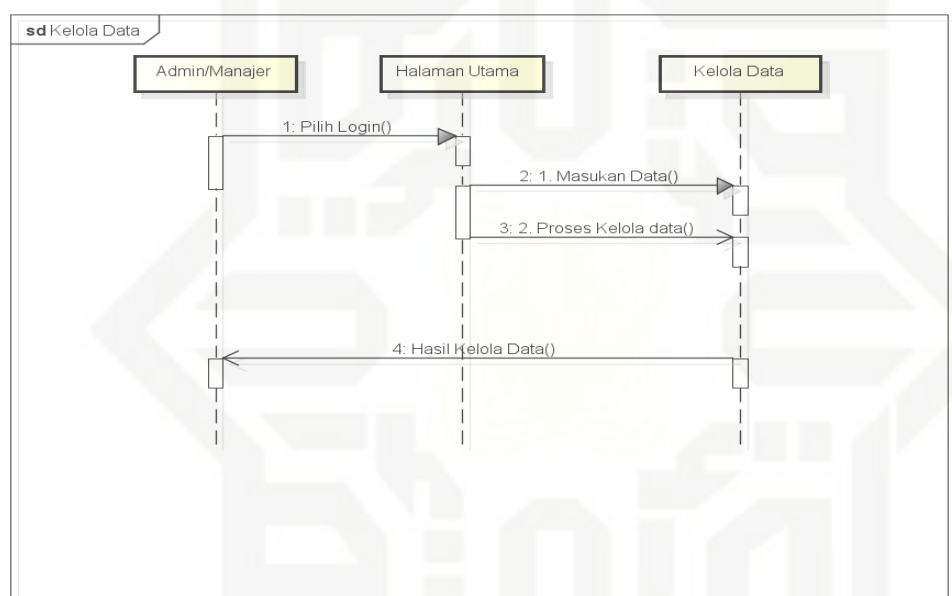 sd Kelola Data
Admin/Manajer
Halaman Utama
Kelola Data
1: Pilih Login()
2: 1. Masukan Data()
3: 2. Proses Kelola data()
4: Hasil Kelola Data()